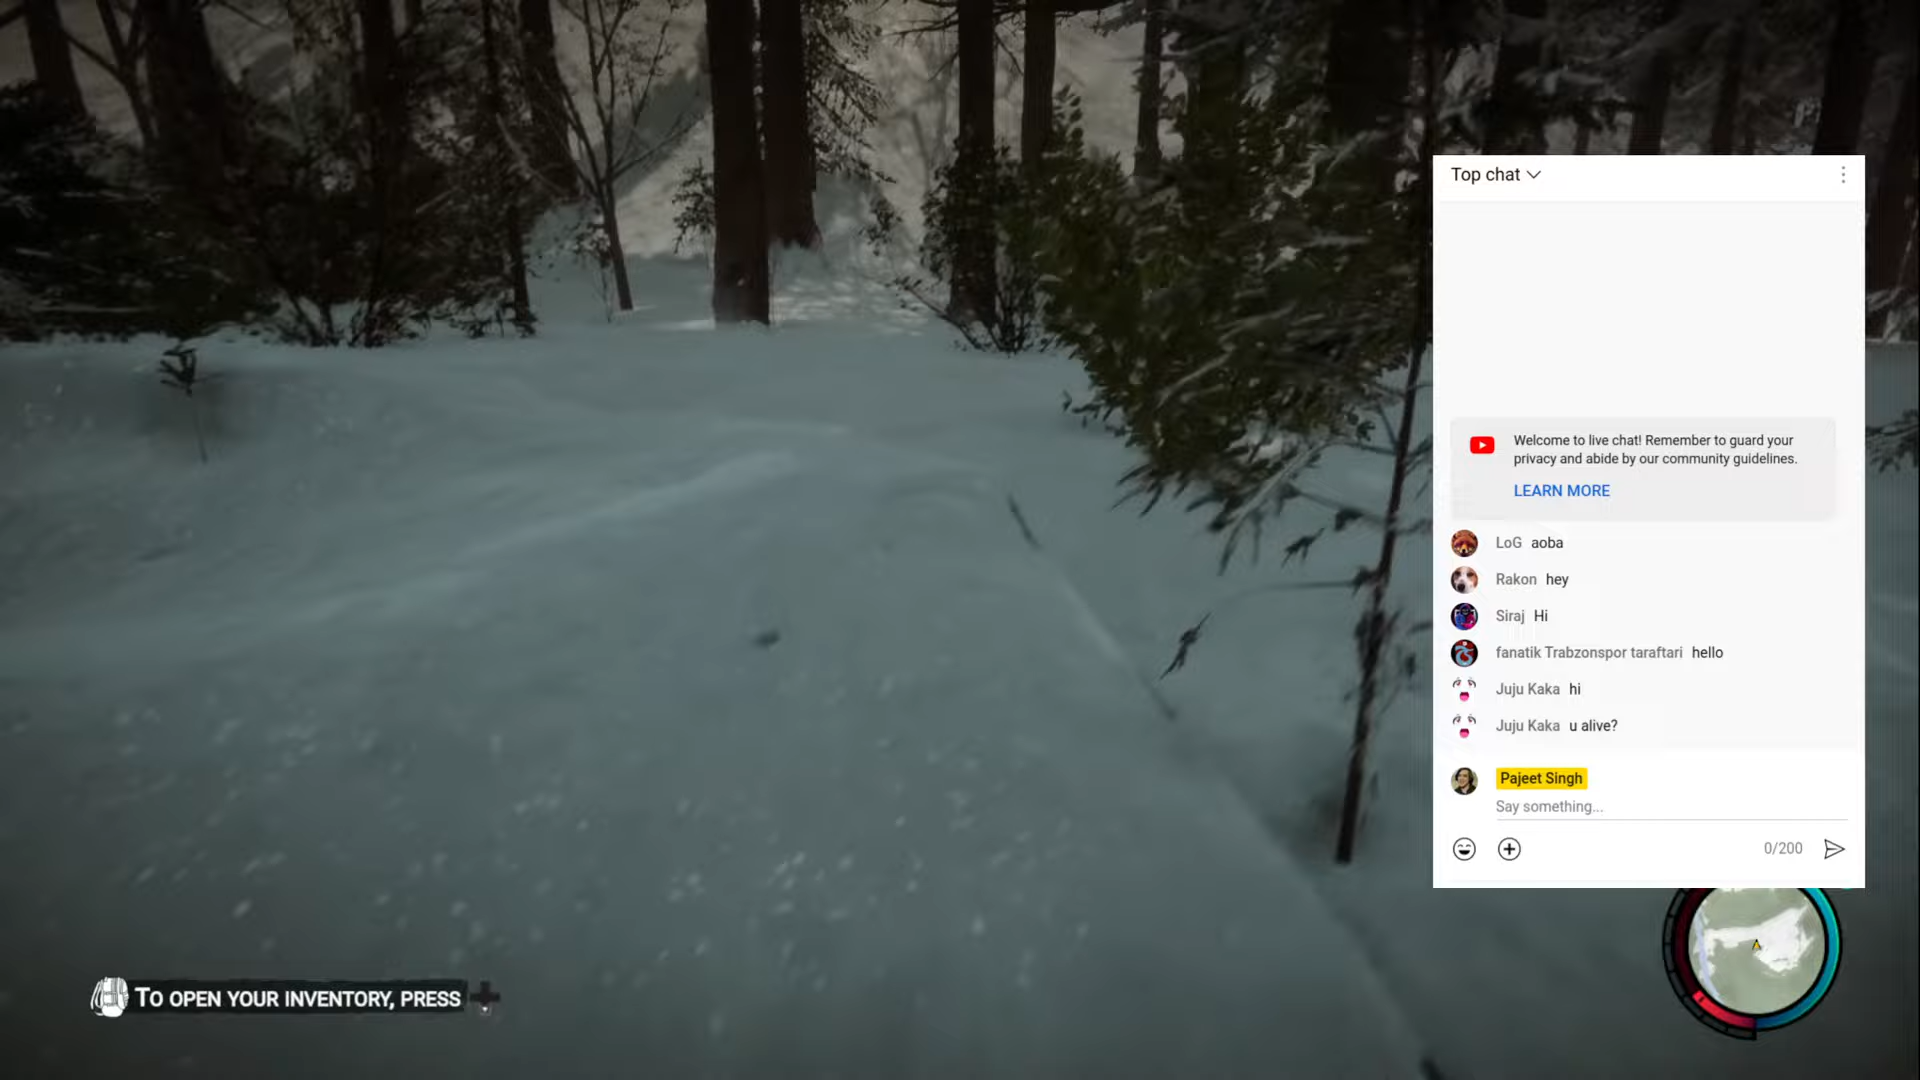 Top chat
Welcome to live chat! Remember to guard your
privacy and abide by our community guidelines.
LEARN MORE
LoG aoba
Rakon hey
Siraj Hi
fanatik Trabzonspor taraftari hello
Juju Kaka hi
Juju Kaka u alive?
Pajeet Singh
Say something...
0/200
TO OPEN YOUR INVENTORY, PRESS